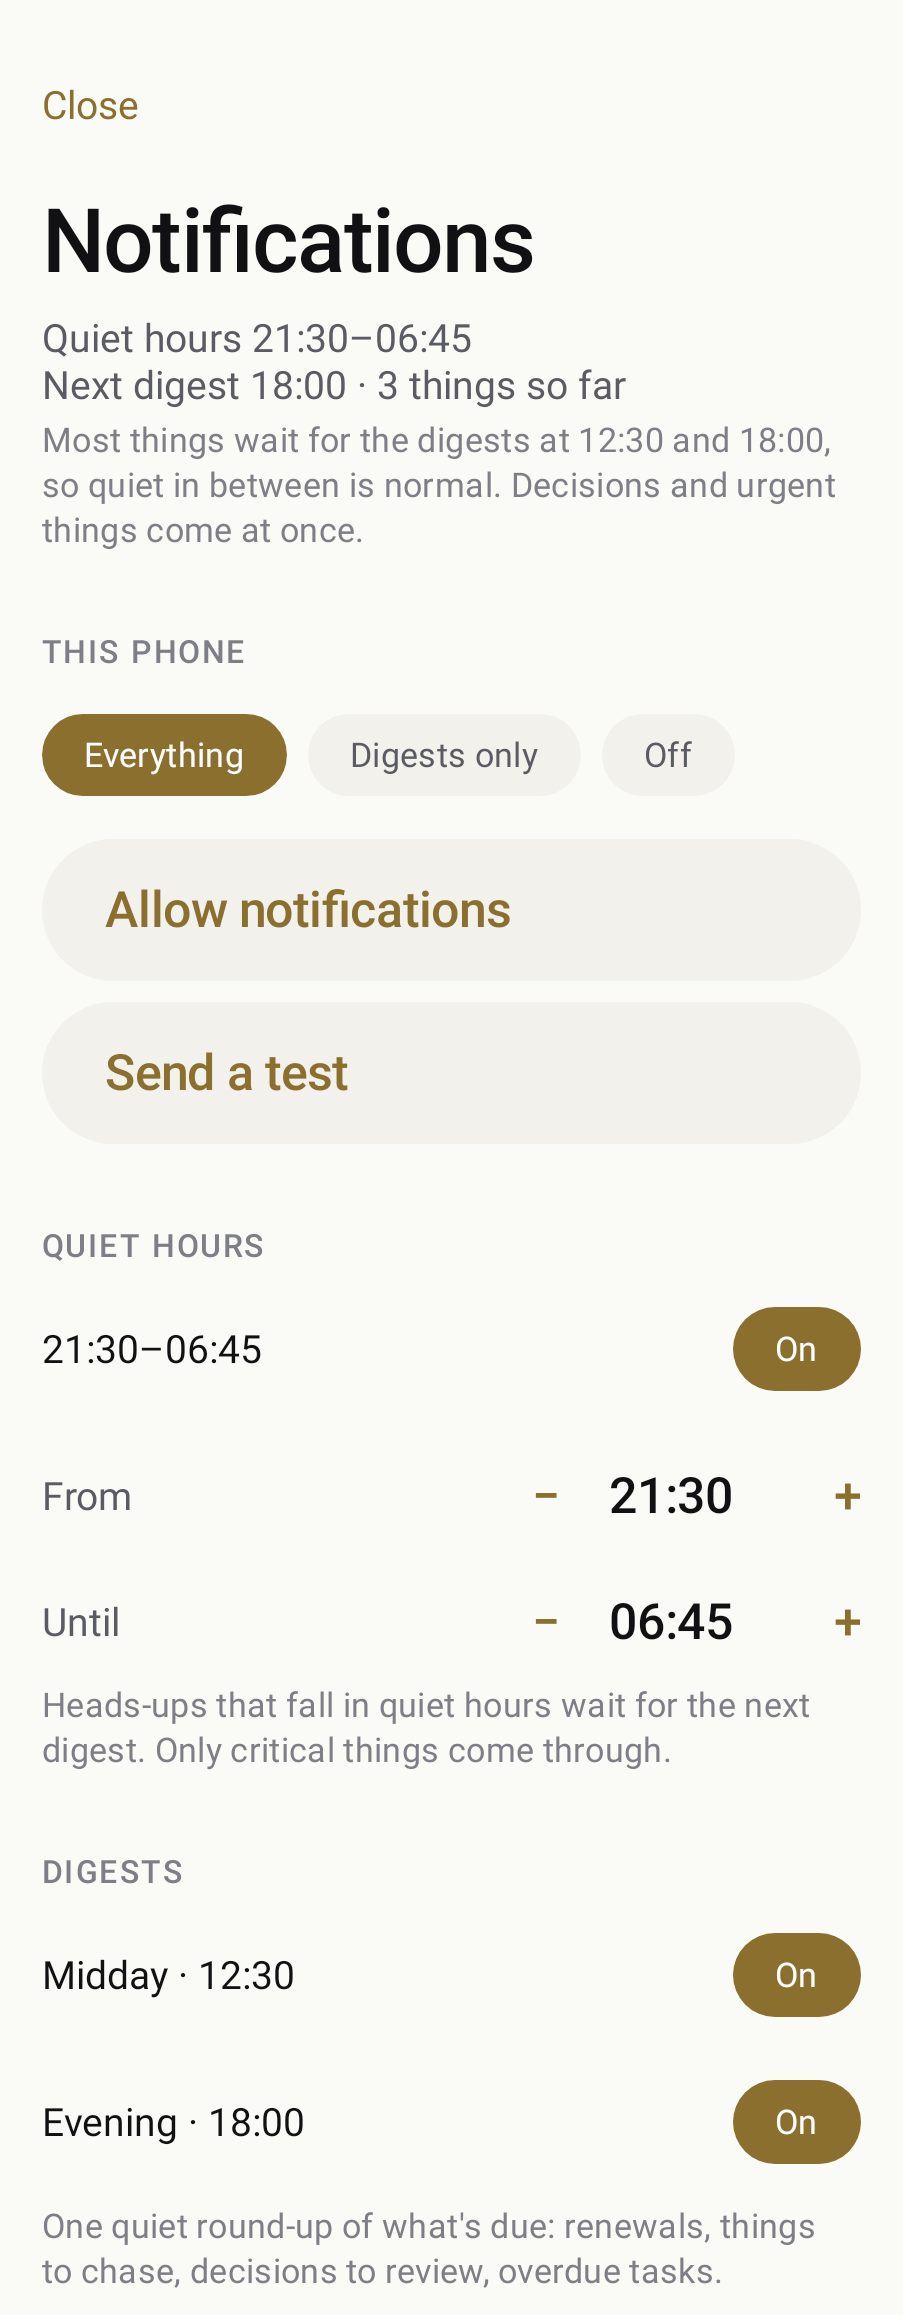 Close
Notifications
Quiet hours 21:30–06:45
Next digest 18:00 · 3 things so far
Most things wait for the digests at 12:30 and 18:00,
so quiet in between is normal. Decisions and urgent
things come at once.
THIS PHONE
Everything Digests only Off
Allow notifications
Send a test
QUIET HOURS
21:30–06:45 On
From − 21:30 +
Until − 06:45 +
Heads-ups that fall in quiet hours wait for the next
digest. Only critical things come through.
DIGESTS
Midday · 12:30 On
Evening · 18:00 On
One quiet round-up of what's due: renewals, things
to chase, decisions to review, overdue tasks.